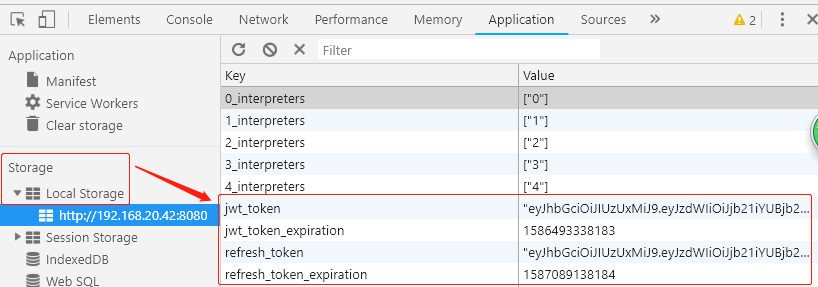 Elements Console Network Performance Memory Application Sources » 2
Application
Manifest
Service Workers
Clear storage
Storage
Local Storage
http://192.168.20.42:8080
Session Storage
IndexedDB
Web SQL
Filter
Key Value
0_interpreters ["0"]
1_interpreters ["1"]
2_interpreters ["2"]
3_interpreters ["3"]
4_interpreters ["4"]
jwt_token "eyJhbGciOiJIUzUxMiJ9.eyJzdWIiOiJjb21iYUBjb2...
jwt_token_expiration 1586493338183
refresh_token "eyJhbGciOiJIUzUxMiJ9.eyJzdWIiOiJjb21iYUBjb2...
refresh_token_expiration 1587089138184